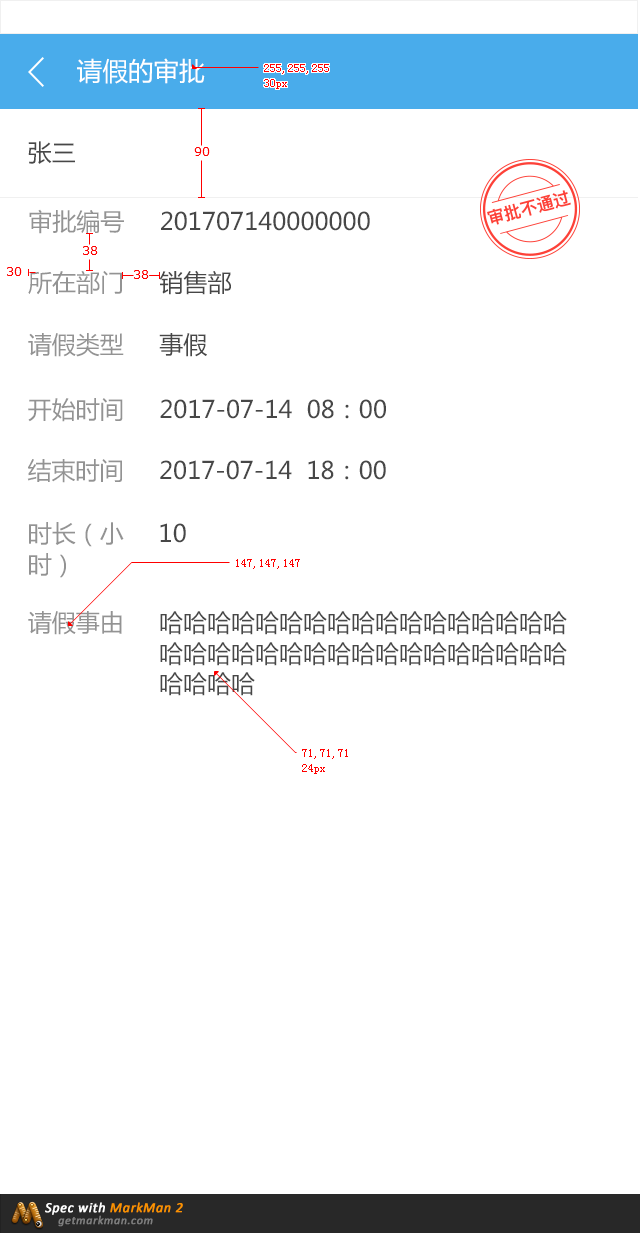 请假的审批
255, 255, 255
30px
90
张三
审批不通过
审批编号 201707140000000
38
30 所在部门 38 销售部
请假类型 事假
开始时间 2017-07-14 08：00
结束时间 2017-07-14 18：00
时长（小 10
时）
147, 147, 147
请假事由 哈哈哈哈哈哈哈哈哈哈哈哈哈哈哈哈哈
哈哈哈哈哈哈哈哈哈哈哈哈哈哈哈哈哈
哈哈哈哈
71, 71, 71
24px
Spec with MarkMan 2
getmarkman.com